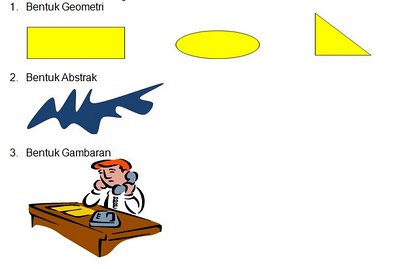 1. Bentuk Geometri
2. Bentuk Abstrak
3. Bentuk Gambaran